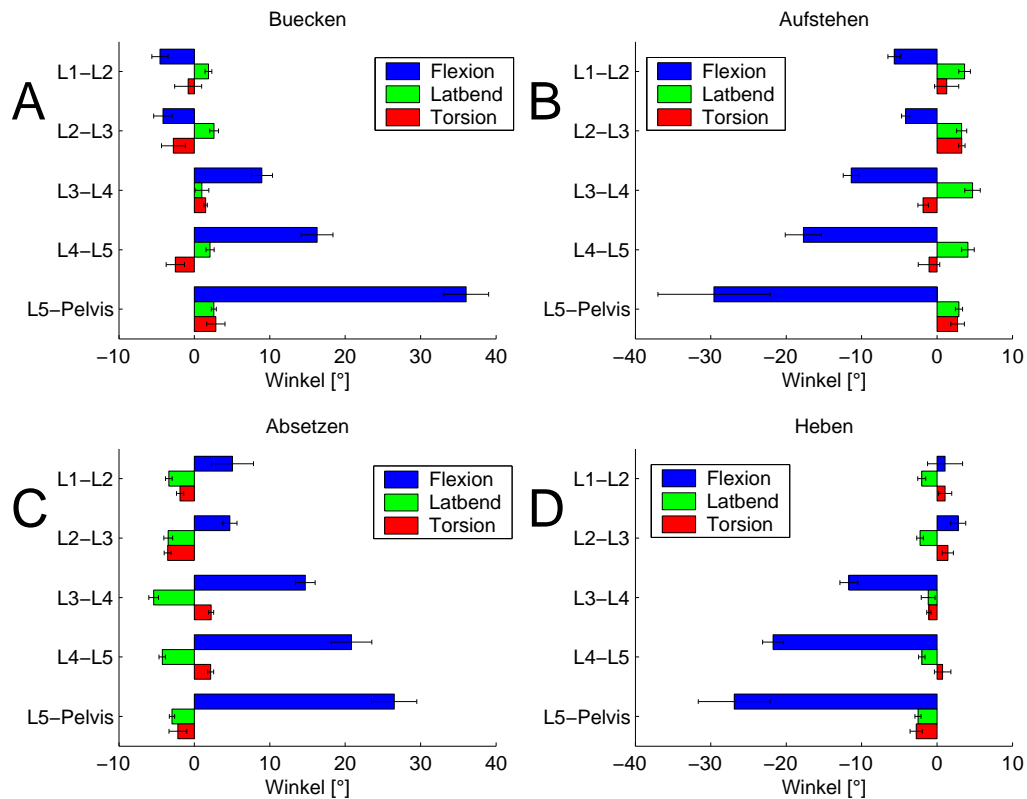 Buecken
A
L1−L2
L2−L3
L3−L4
L4−L5
L5−Pelvis
Flexion
Latbend
Torsion
−10 0 10 20 30 40
Winkel [°]
Aufstehen
B
L1−L2
L2−L3
L3−L4
L4−L5
L5−Pelvis
Flexion
Latbend
Torsion
−40 −30 −20 −10 0 10
Winkel [°]
Absetzen
C
L1−L2
L2−L3
L3−L4
L4−L5
L5−Pelvis
Flexion
Latbend
Torsion
−10 0 10 20 30 40
Winkel [°]
Heben
D
L1−L2
L2−L3
L3−L4
L4−L5
L5−Pelvis
Flexion
Latbend
Torsion
−40 −30 −20 −10 0 10
Winkel [°]